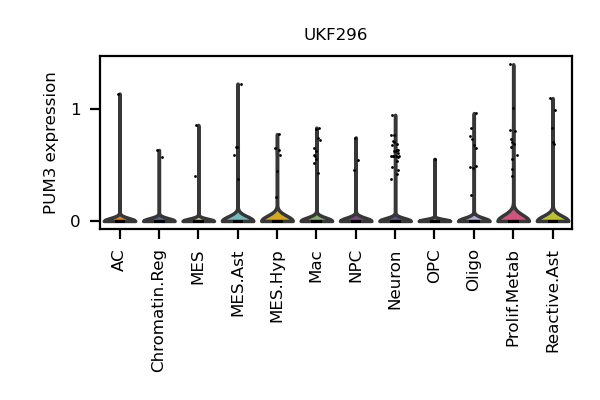 UKF296
PUM3 expression
1
0
AC
Chromatin.Reg
MES
MES.Ast
MES.Hyp
Mac
NPC
Neuron
OPC
Oligo
Prolif.Metab
Reactive.Ast